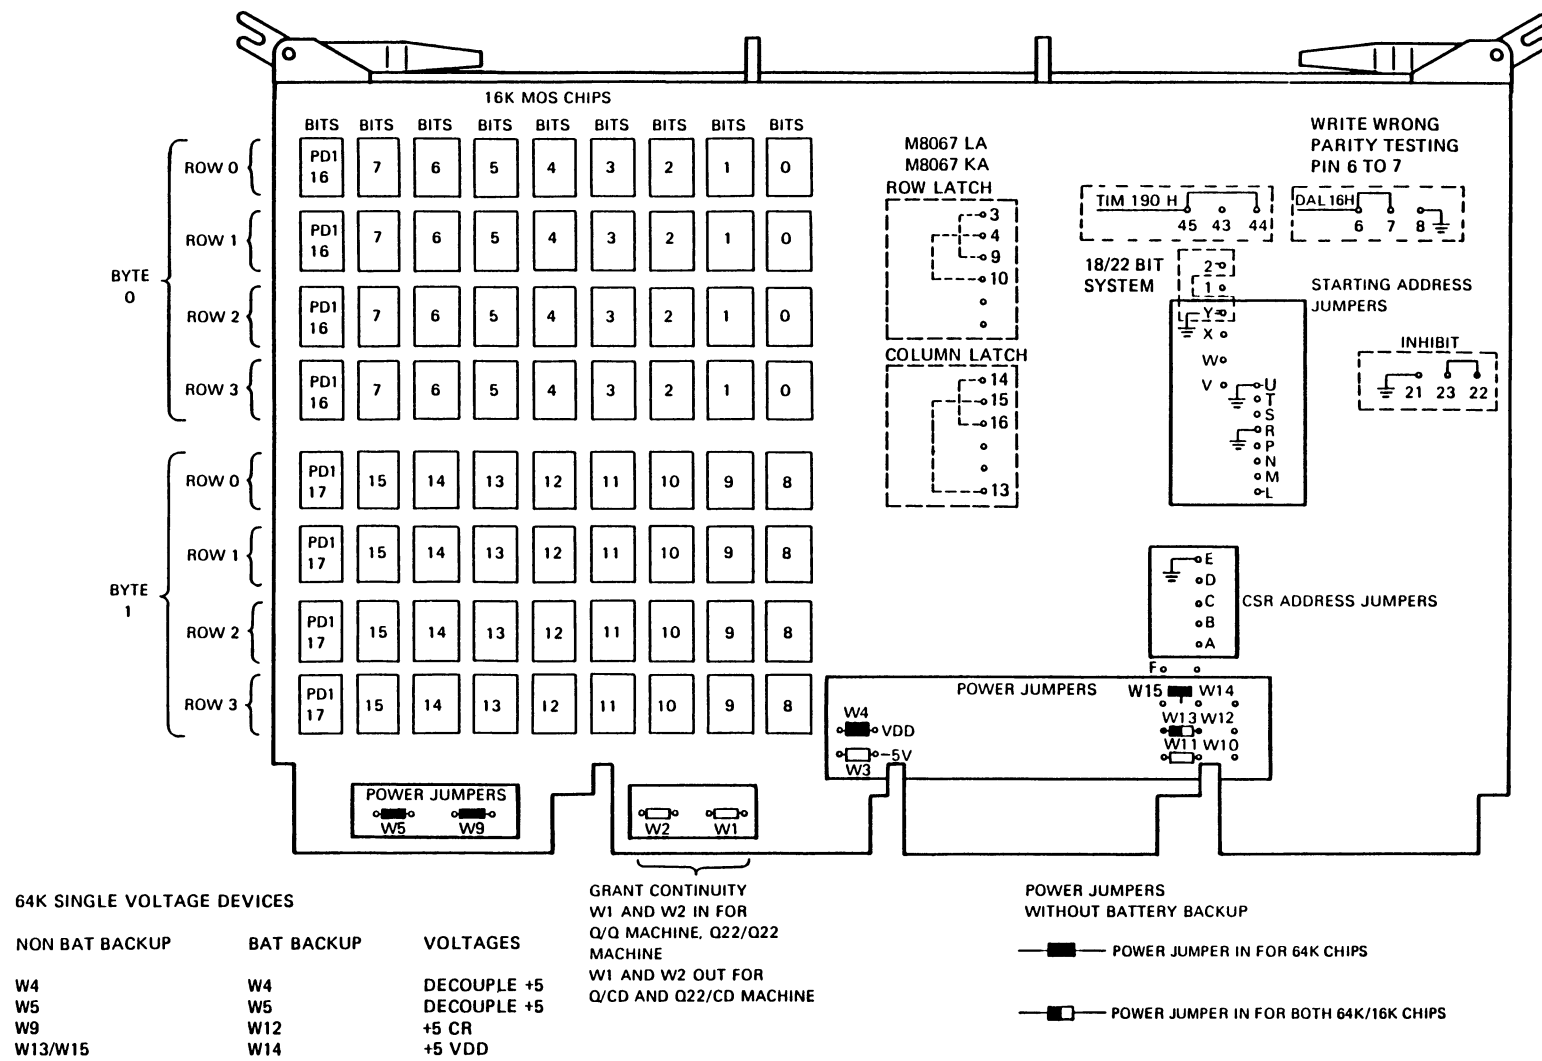 16K MOS CHIPS
BITS BITS BITS BITS BITS BITS BITS BITS BITS
BYTE 0
ROW 0 PD1 16 7 6 5 4 3 2 1 0
ROW 1 PD1 16 7 6 5 4 3 2 1 0
ROW 2 PD1 16 7 6 5 4 3 2 1 0
ROW 3 PD1 16 7 6 5 4 3 2 1 0
BYTE 1
ROW 0 PD1 17 15 14 13 12 11 10 9 8
ROW 1 PD1 17 15 14 13 12 11 10 9 8
ROW 2 PD1 17 15 14 13 12 11 10 9 8
ROW 3 PD1 17 15 14 13 12 11 10 9 8
M8067 LA
M8067 KA
ROW LATCH
3
4
9
10
COLUMN LATCH
14
15
16
13
WRITE WRONG
PARITY TESTING
PIN 6 TO 7
TIM 190 H
45 43 44
DAL 16H
6 7 8
18/22 BIT
SYSTEM
2
1
Y
X
W
V
U
T
S
R
P
N
M
L
STARTING ADDRESS
JUMPERS
INHIBIT
21 23 22
E
D
C
B
A
CSR ADDRESS JUMPERS
F
POWER JUMPERS
W15 W14
W4
VDD
W13 W12
-5V
W3
W11 W10
POWER JUMPERS
W5 W9
W2 W1
GRANT CONTINUITY
W1 AND W2 IN FOR
Q/Q MACHINE, Q22/Q22
MACHINE
W1 AND W2 OUT FOR
Q/CD AND Q22/CD MACHINE
64K SINGLE VOLTAGE DEVICES
NON BAT BACKUP BAT BACKUP VOLTAGES
W4 W4 DECOUPLE +5
W5 W5 DECOUPLE +5
W9 W12 +5 CR
W13/W15 W14 +5 VDD
POWER JUMPERS
WITHOUT BATTERY BACKUP
POWER JUMPER IN FOR 64K CHIPS
POWER JUMPER IN FOR BOTH 64K/16K CHIPS